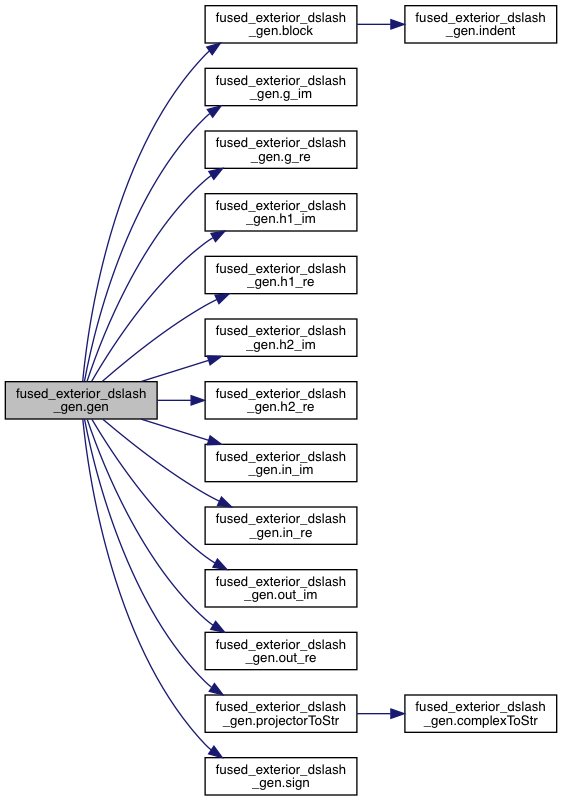 fused_exterior_dslash
_gen.gen
fused_exterior_dslash
_gen.block
fused_exterior_dslash
_gen.indent
fused_exterior_dslash
_gen.g_im
fused_exterior_dslash
_gen.g_re
fused_exterior_dslash
_gen.h1_im
fused_exterior_dslash
_gen.h1_re
fused_exterior_dslash
_gen.h2_im
fused_exterior_dslash
_gen.h2_re
fused_exterior_dslash
_gen.in_im
fused_exterior_dslash
_gen.in_re
fused_exterior_dslash
_gen.out_im
fused_exterior_dslash
_gen.out_re
fused_exterior_dslash
_gen.projectorToStr
fused_exterior_dslash
_gen.complexToStr
fused_exterior_dslash
_gen.sign